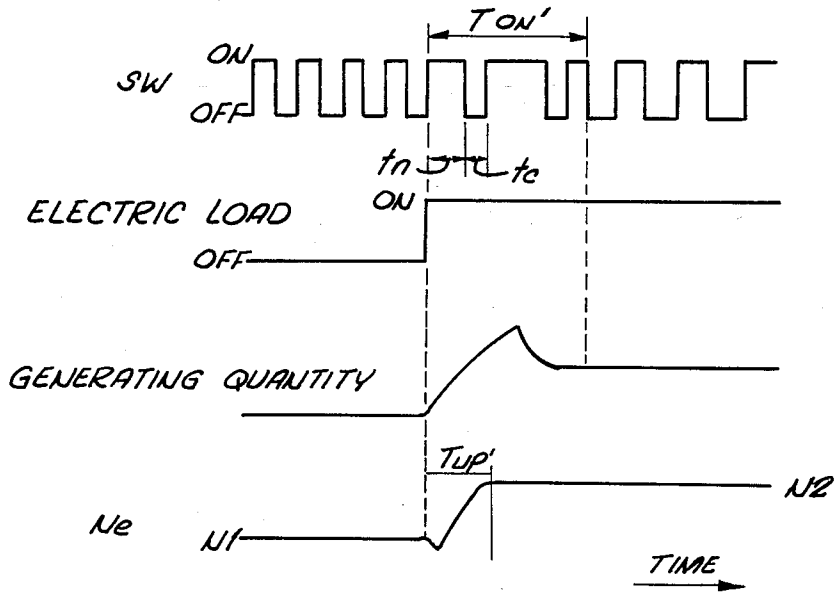 TON'
ON
SW
OFF
tn
tc
ELECTRIC LOAD
ON
OFF
GENERATING QUANTITY
TUP'
N2
Ne
N1
TIME